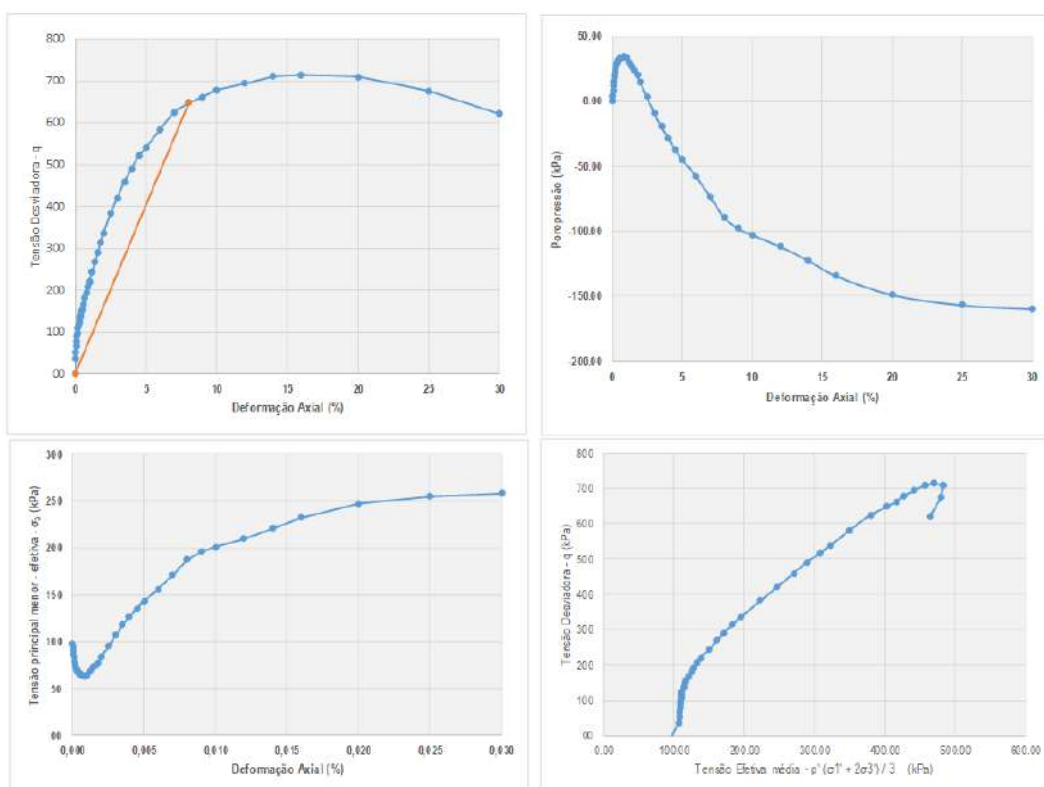 800
700
600
500
400
300
200
100
00
Tensão Desviadora - q
0 5 10 15 20 25 30
Deformação Axial (%)
50.00
0.00
-50.00
-100.00
-150.00
-200.00
Poropressão (kPa)
0 5 10 15 20 25 30
Deformação Axial (%)
300
250
200
150
100
50
00
Tensão principal menor - efetiva - σ₃ (kPa)
0,000 0,005 0,010 0,015 0,020 0,025 0,030
Deformação Axial (%)
800
700
600
500
400
300
200
100
00
Tensão Desviadora - q (kPa)
0.00 100.00 200.00 300.00 400.00 500.00 600.00
Tensão Efetiva média - p' (σ1' + 2σ3') / 3 (kPa)